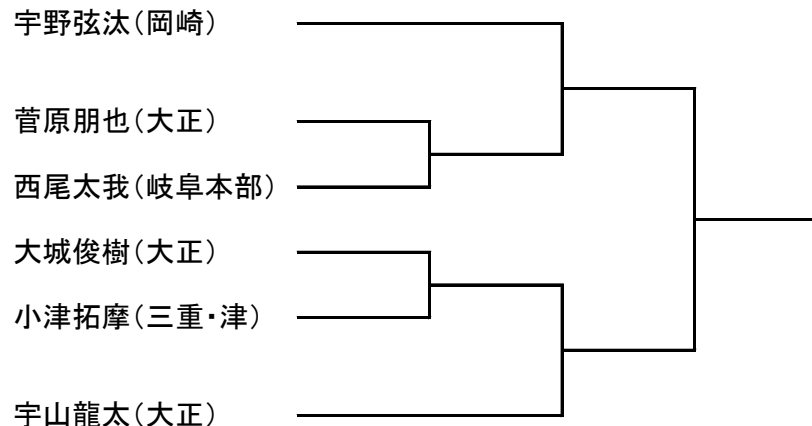 宇野弦汰(岡崎)
菅原朋也(大正)
西尾太我(岐阜本部)
大城俊樹(大正)
小津拓摩(三重・津)
宇山龍太(大正)